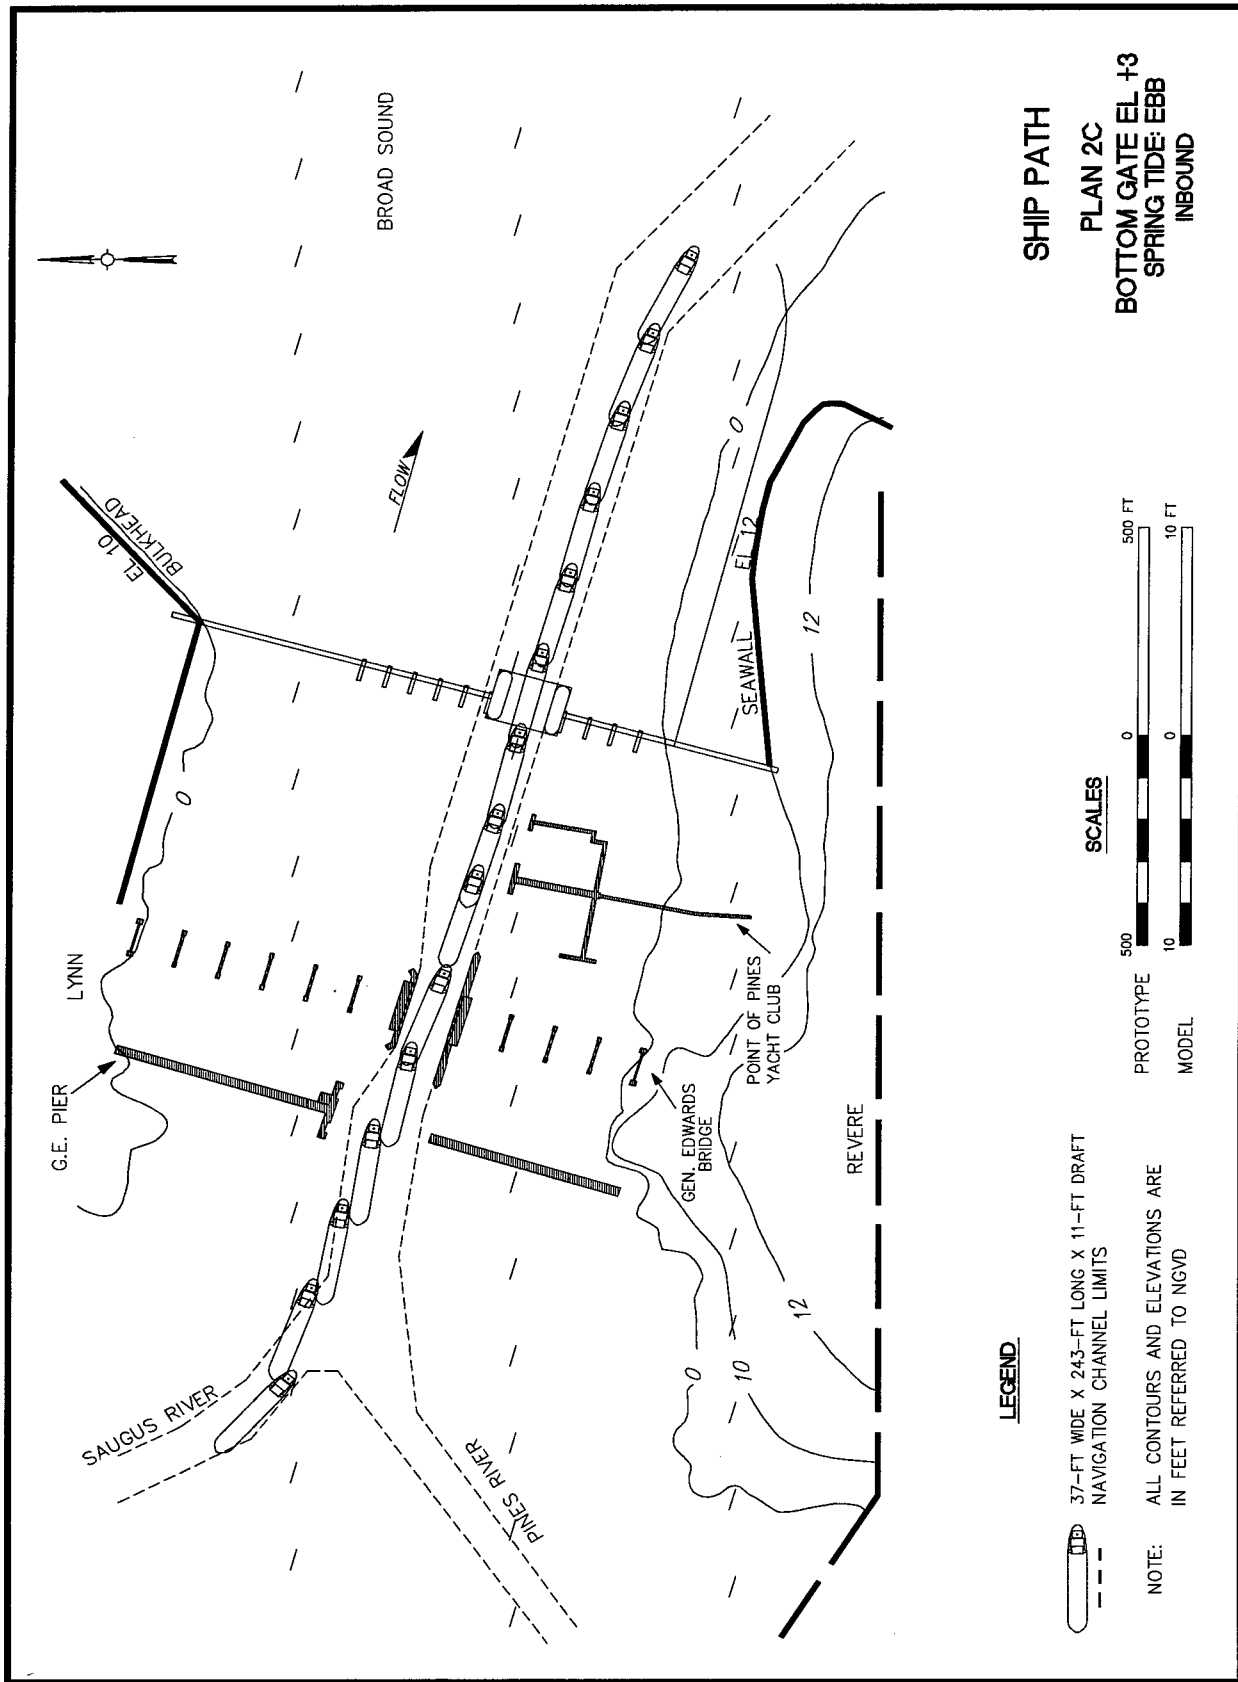 BROAD SOUND
FLOW
EL 10
BULKHEAD
LYNN
G.E. PIER
0
SAUGUS RIVER
PINES RIVER
0
SEAWALL EL 12
12
POINT OF PINES
YACHT CLUB
GEN. EDWARDS
BRIDGE
0
10
12
REVERE
SHIP PATH
PLAN 2C
BOTTOM GATE EL +3
SPRING TIDE: EBB
INBOUND
SCALES
PROTOTYPE 500 0 500 FT
MODEL 10 0 10 FT
LEGEND
37-FT WIDE X 243-FT LONG X 11-FT DRAFT
NAVIGATION CHANNEL LIMITS
NOTE: ALL CONTOURS AND ELEVATIONS ARE
IN FEET REFERRED TO NGVD